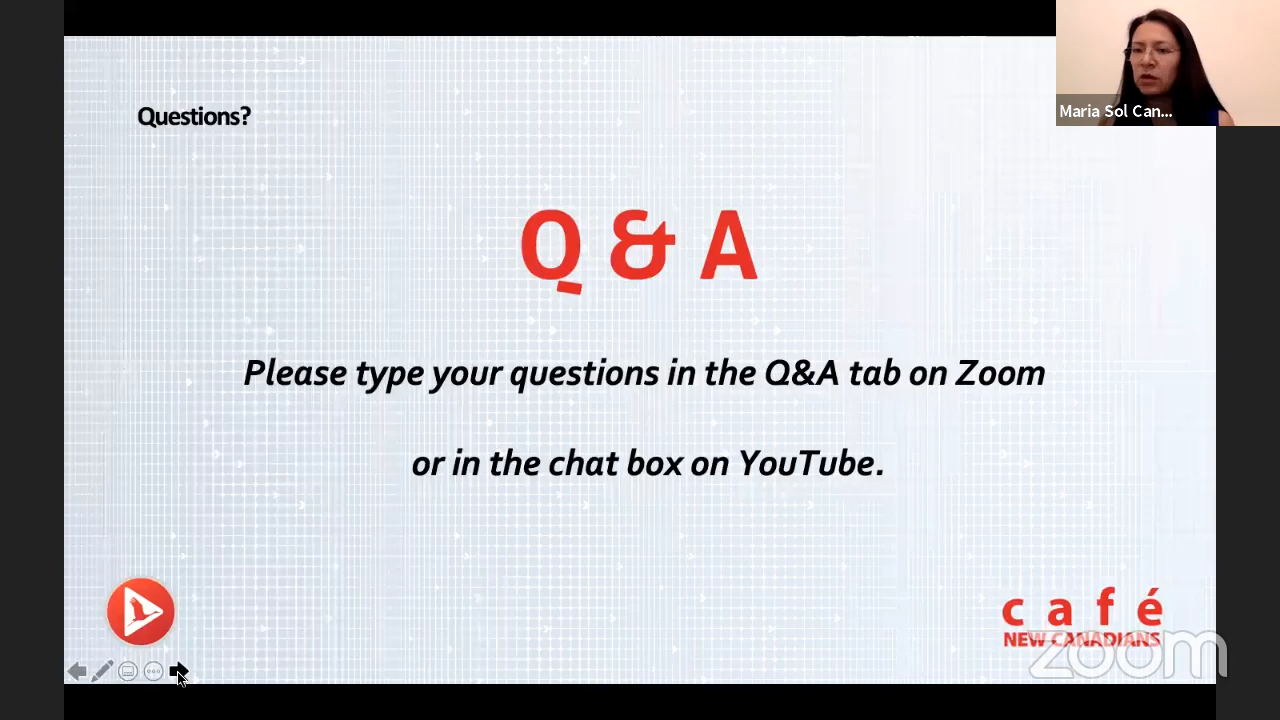 Questions?
Maria Sol Can...
Q & A
Please type your questions in the Q&A tab on Zoom
or in the chat box on YouTube.
café
NEW CANADIANS
zoom